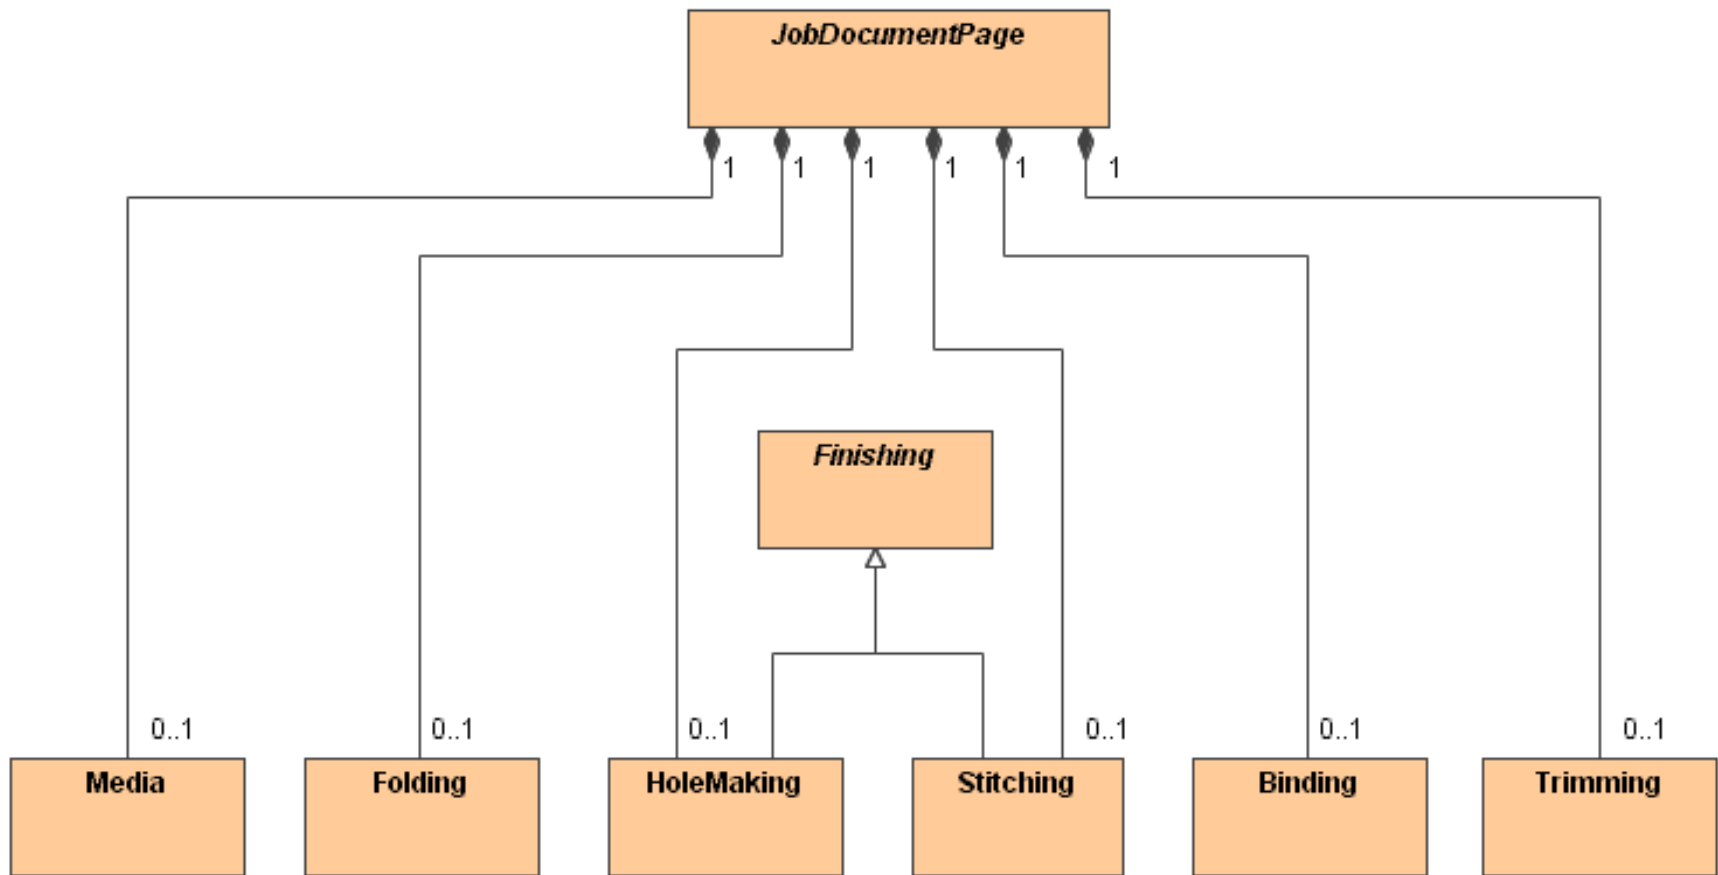 JobDocumentPage
1
1
1
1
1
1
Finishing
0..1
0..1
0..1
0..1
0..1
0..1
Media
Folding
HoleMaking
Stitching
Binding
Trimming